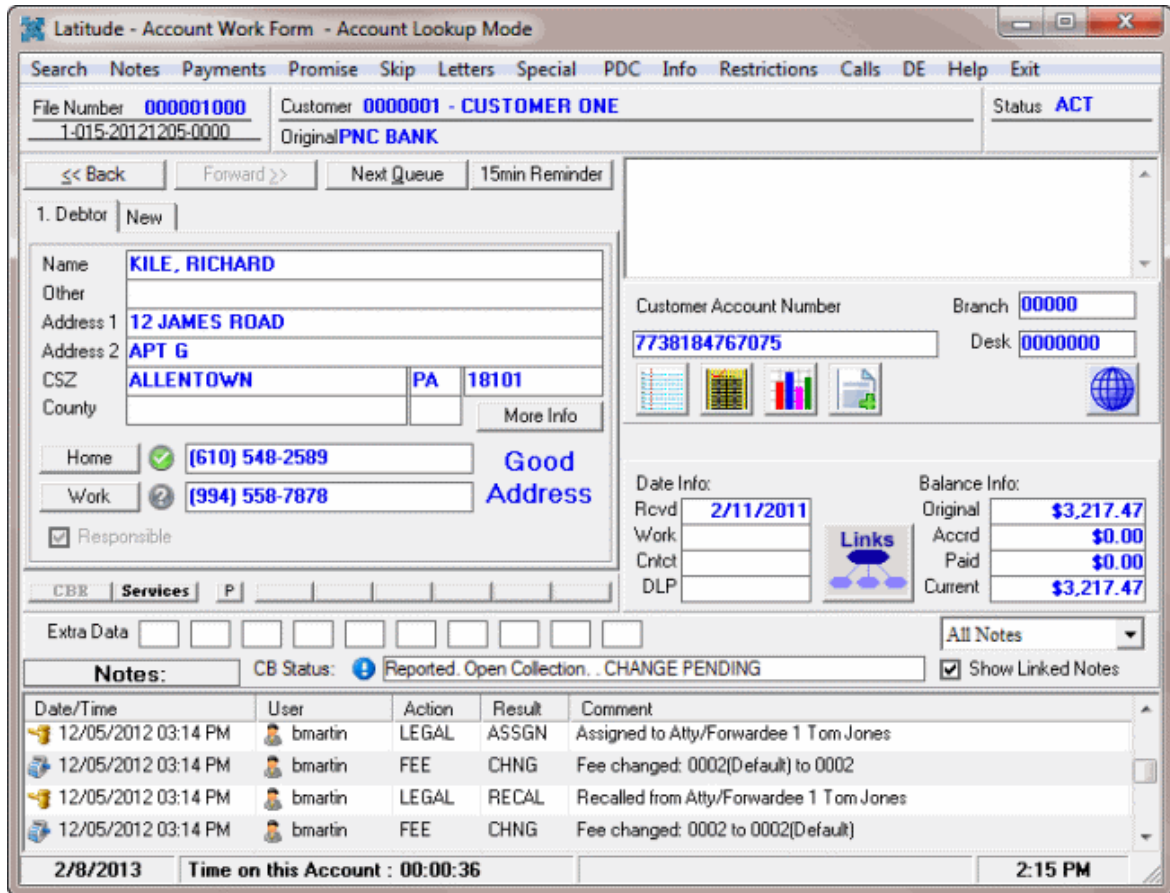 Latitude - Account Work Form - Account Lookup Mode
Search Notes Payments Promise Skip Letters Special PDC Info Restrictions Calls DE Help Exit
File Number 000001000
1-015-20121205-0000
Customer 0000001 - CUSTOMER ONE
Original PNC BANK
Status ACT
<< Back Forward >> Next Queue 15min Reminder
1. Debtor New
Name KILE, RICHARD
Other
Address 1 12 JAMES ROAD
Address 2 APT G
CSZ ALLENTOWN PA 18101
County
More Info
Home (610) 548-2589
Work (994) 558-7878
Good
Address
Responsible
CBR Services P
Customer Account Number
7738184767075
Branch 00000
Desk 0000000
Date Info:
Rcvd 2/11/2011
Work
Cntct
DLP
Links
Balance Info:
Original $3,217.47
Accrd $0.00
Paid $0.00
Current $3,217.47
Extra Data
All Notes
Notes:
CB Status: Reported. Open Collection. . CHANGE PENDING
Show Linked Notes
Date/Time User Action Result Comment
12/05/2012 03:14 PM bmartin LEGAL ASSGN Assigned to Atty/Forwardee 1 Tom Jones
12/05/2012 03:14 PM bmartin FEE CHNG Fee changed: 0002(Default) to 0002
12/05/2012 03:14 PM bmartin LEGAL RECAL Recalled from Atty/Forwardee 1 Tom Jones
12/05/2012 03:14 PM bmartin FEE CHNG Fee changed: 0002 to 0002(Default)
2/8/2013 Time on this Account : 00:00:36 2:15 PM